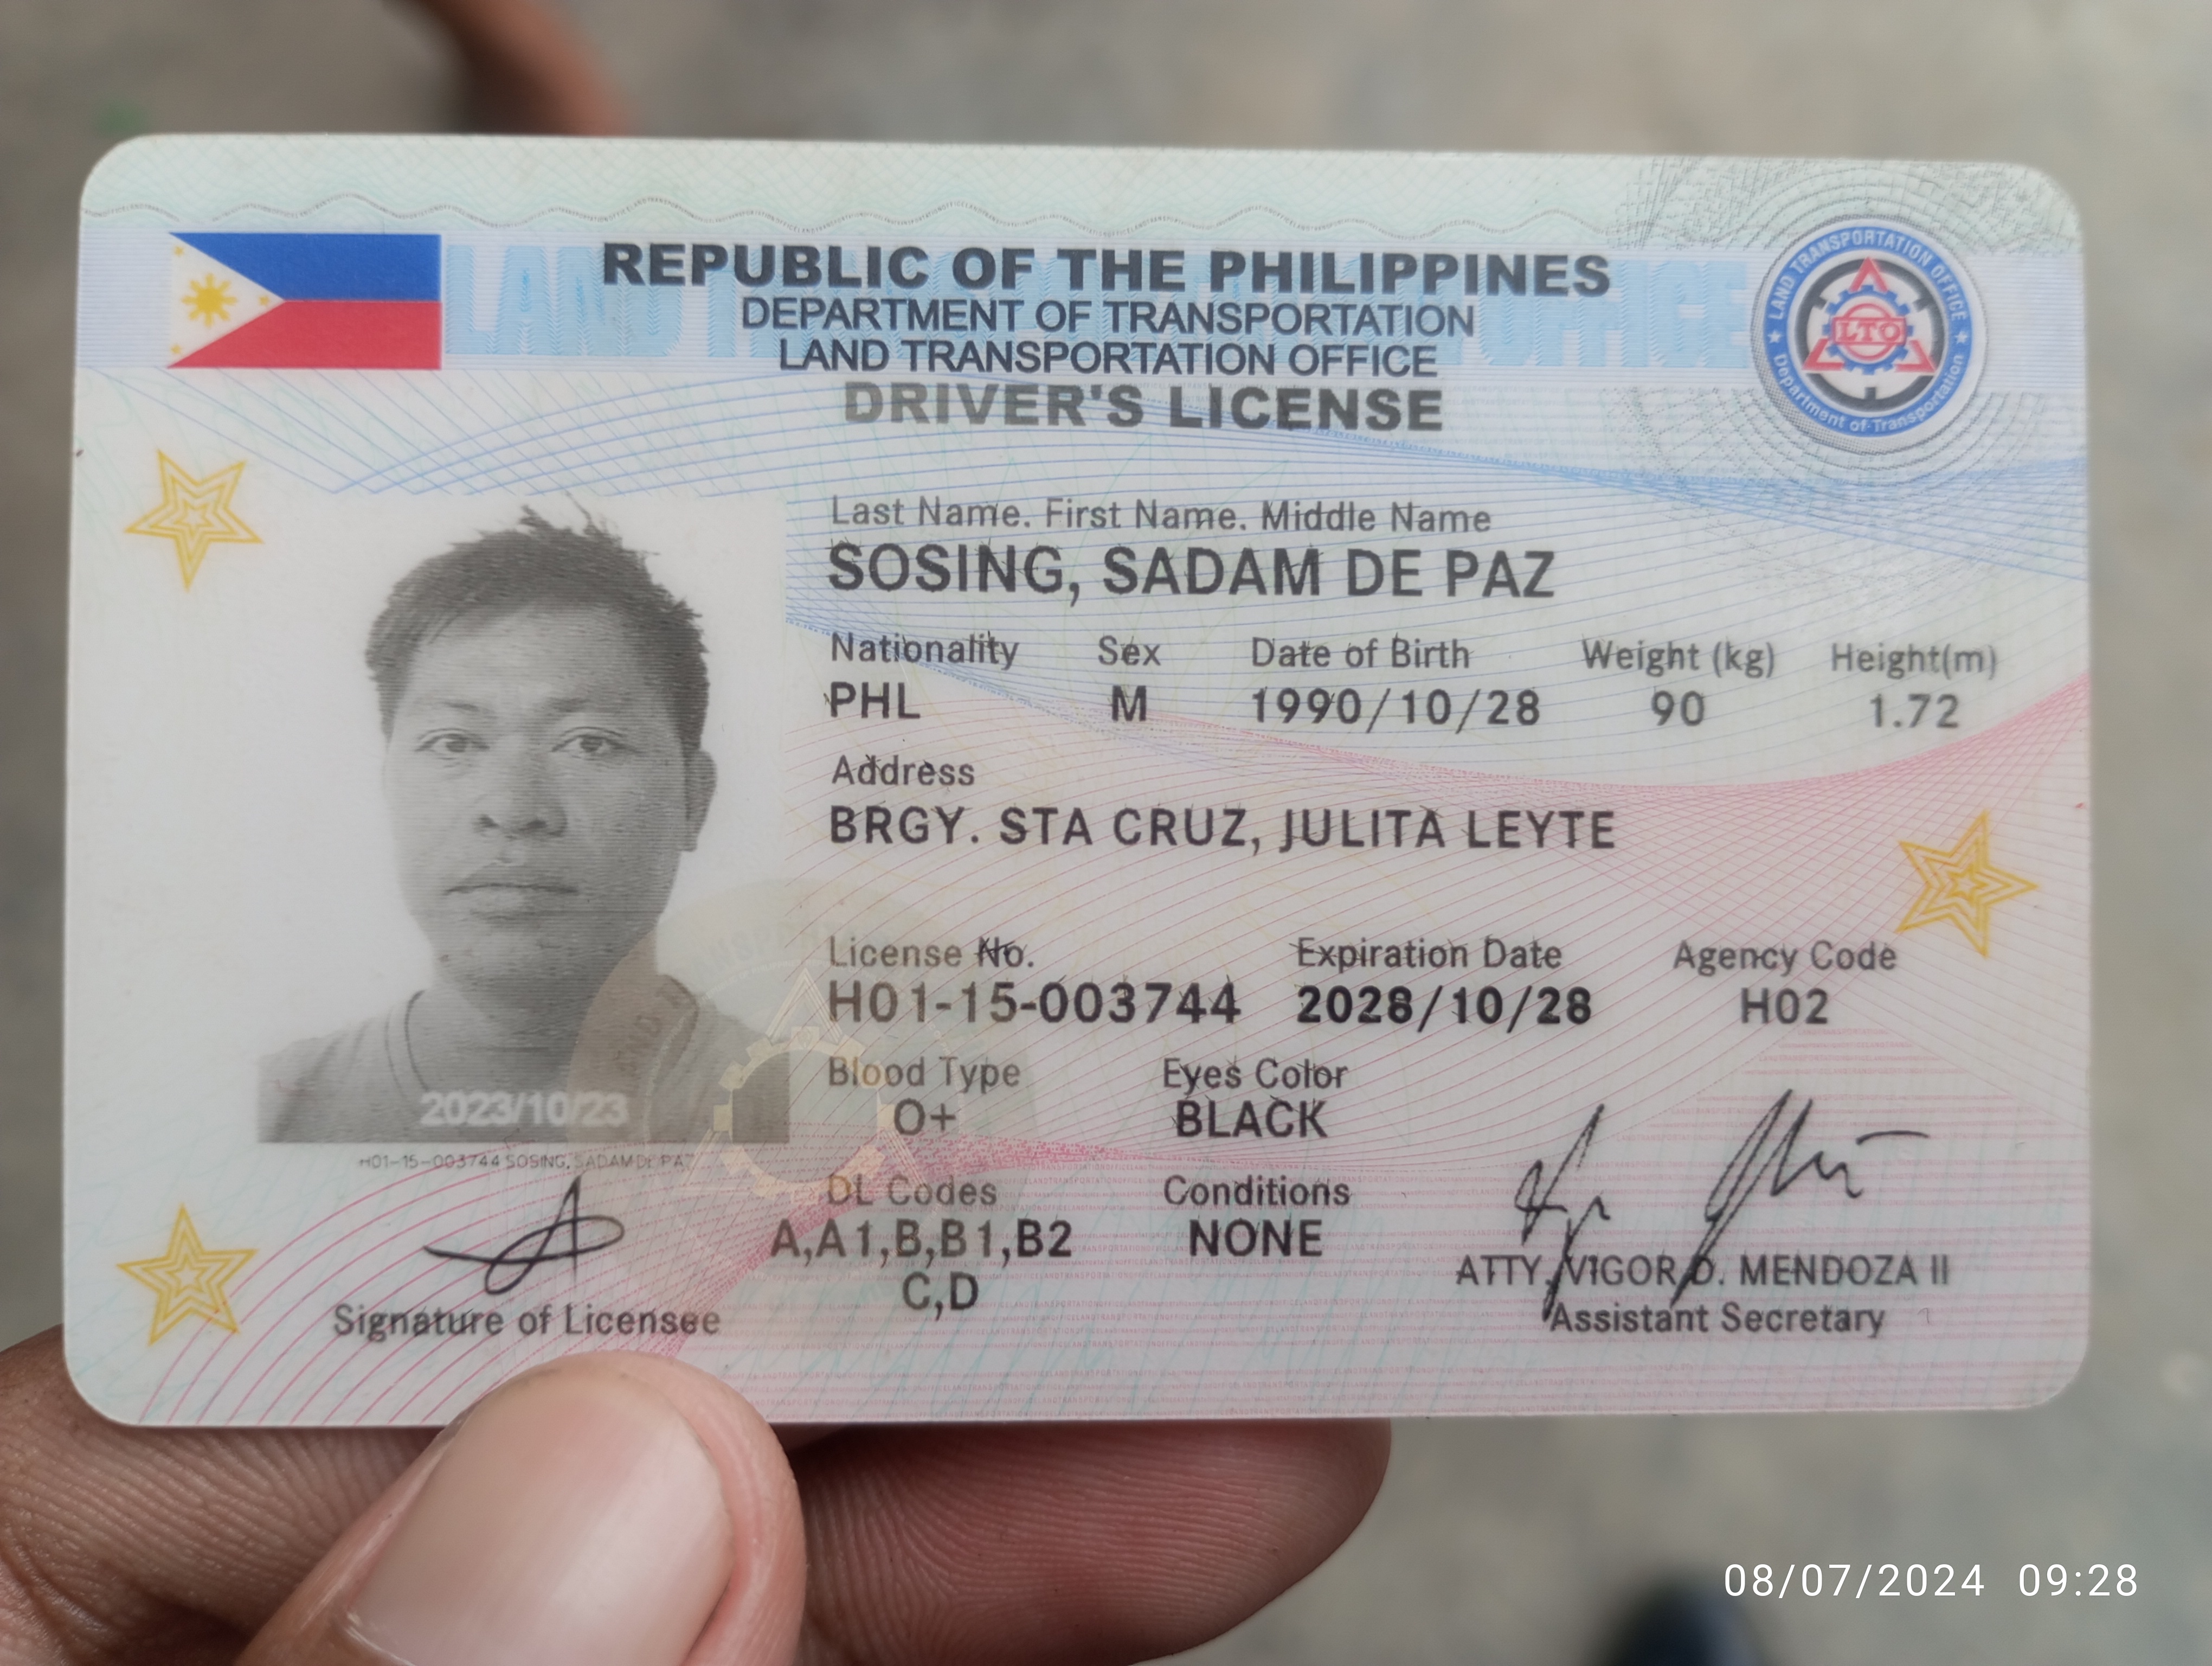 REPUBLIC OF THE PHILIPPINES
DEPARTMENT OF TRANSPORTATION
LAND TRANSPORTATION OFFICE
DRIVER'S LICENSE
LAND TRANSPORTATION OFFICE
LTO
Department of Transportation
Last Name. First Name. Middle Name
SOSING, SADAM DE PAZ
Nationality Sex Date of Birth Weight (kg) Height(m)
PHL M 1990/10/28 90 1.72
Address
BRGY. STA CRUZ, JULITA LEYTE
License No. Expiration Date Agency Code
H01-15-003744 2028/10/28 H02
Blood Type Eyes Color
O+ BLACK
2023/10/23
H01-15-003744 SOSING, SADAM DE PA
DL Codes Conditions
A,A1,B,B1,B2 NONE
C,D
Signature of Licensee
ATTY. VIGOR D. MENDOZA II
Assistant Secretary
08/07/2024 09:28